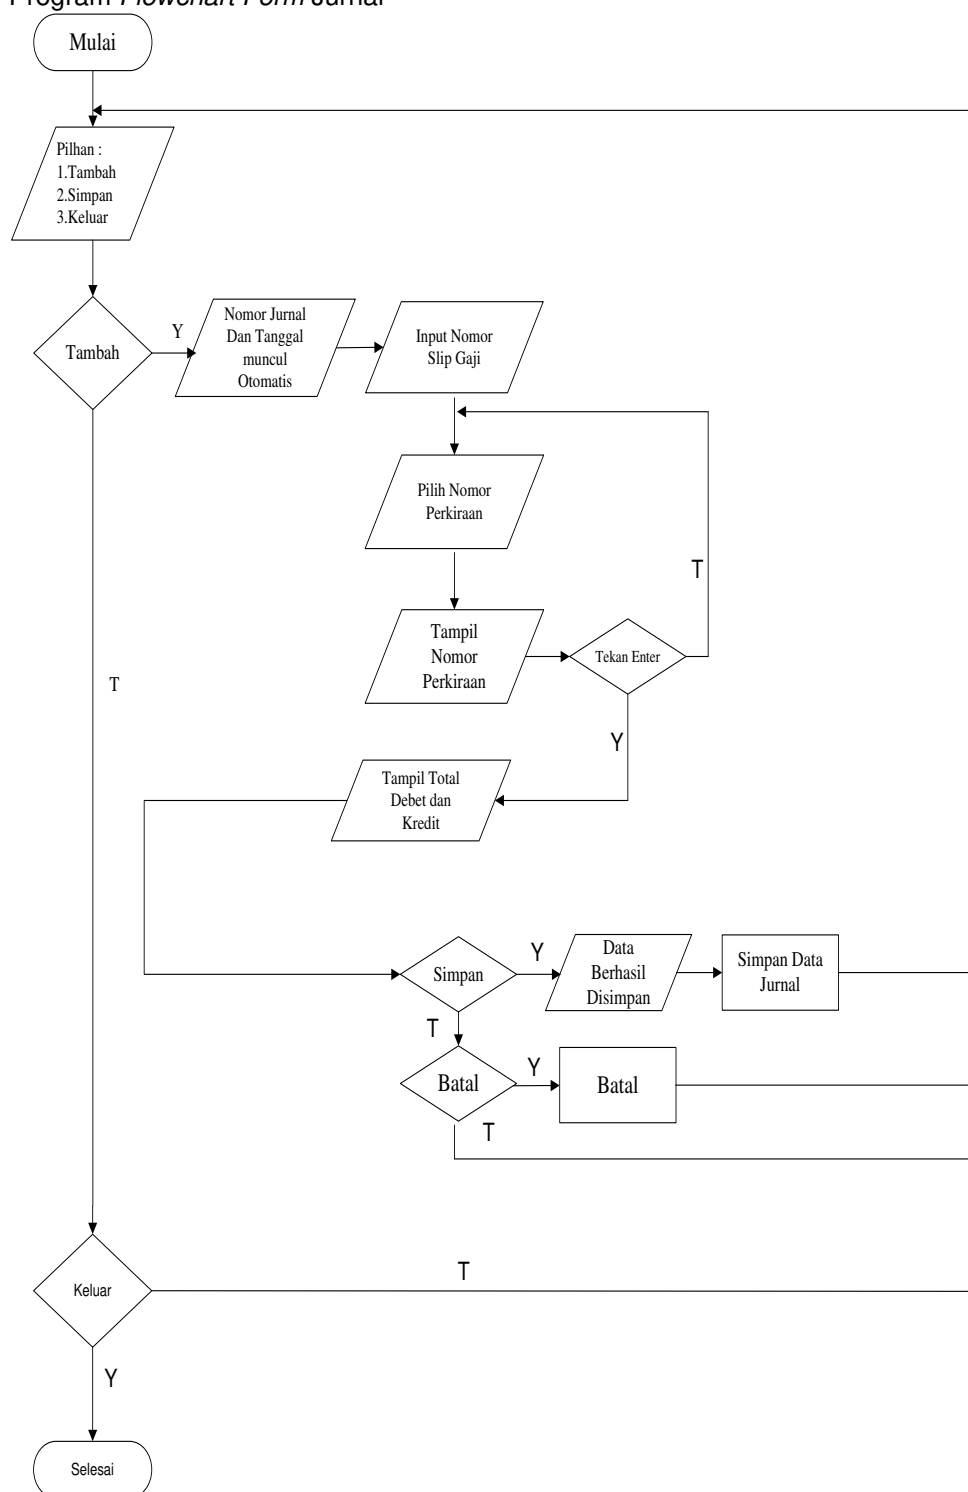 Program Flowchart Form Jurnal
Mulai
Pilhan :
1.Tambah
2.Simpan
3.Keluar
Tambah
Y
Nomor Jurnal
Dan Tanggal
muncul
Otomatis
Input Nomor
Slip Gaji
Pilih Nomor
Perkiraan
T
Tampil
Nomor
Perkiraan
Tekan Enter
T
Y
Tampil Total
Debet dan
Kredit
Simpan
Y
Data
Berhasil
Disimpan
Simpan Data
Jurnal
T
Batal
Y
Batal
T
Keluar
T
Y
Selesai